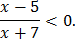 x − 5
x + 7 < 0.